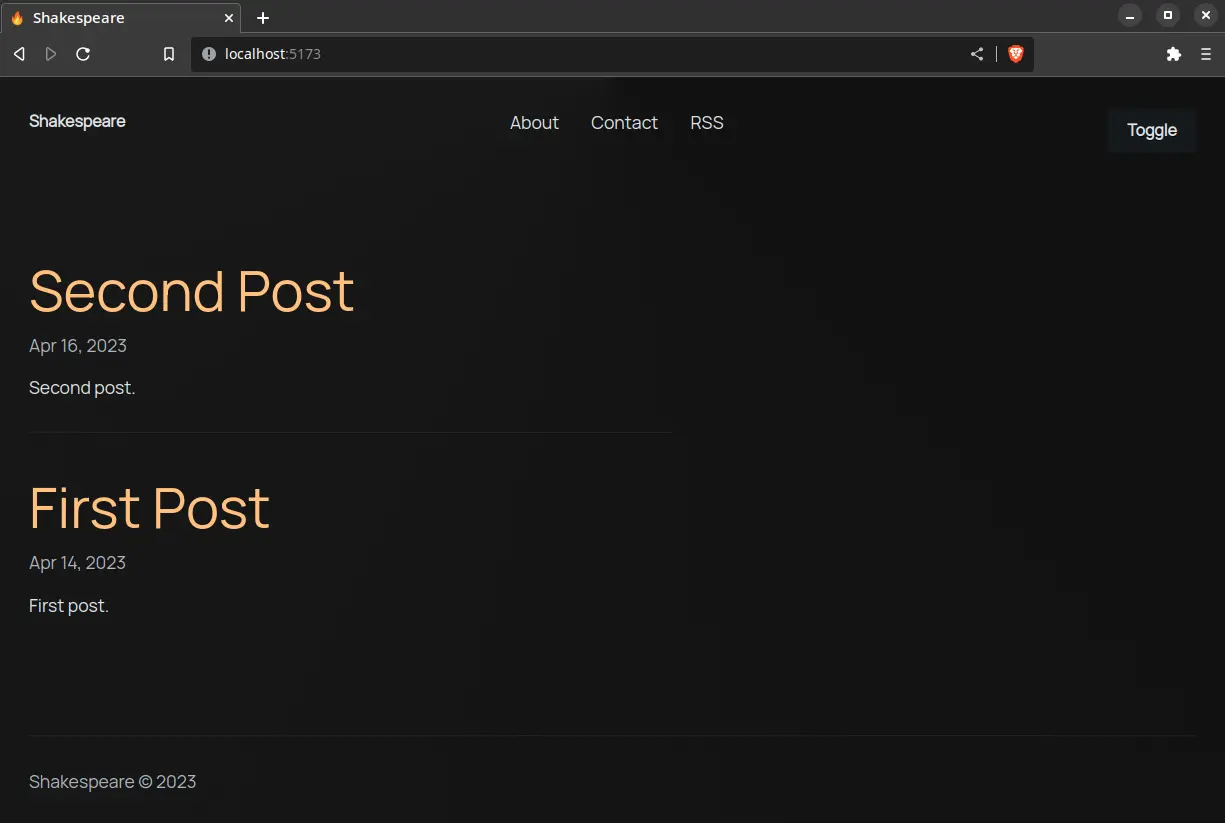 Shakespeare
localhost:5173
Shakespeare About Contact RSS Toggle
Second Post
Apr 16, 2023
Second post.
First Post
Apr 14, 2023
First post.
Shakespeare © 2023